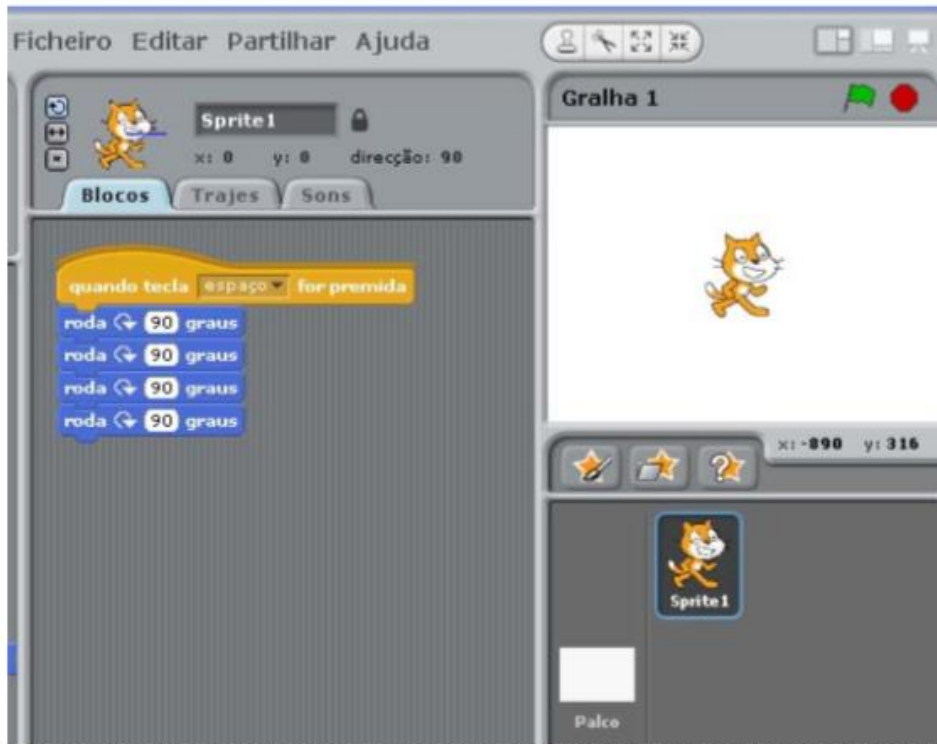 Ficheiro Editar Partilhar Ajuda
Sprite1
x: 0 y: 0 direcção: 90
Blocos Trajes Sons
quando tecla espaço for premida
roda 90 graus
roda 90 graus
roda 90 graus
roda 90 graus
Gralha 1
x: -890 y: 316
Sprite1
Palco